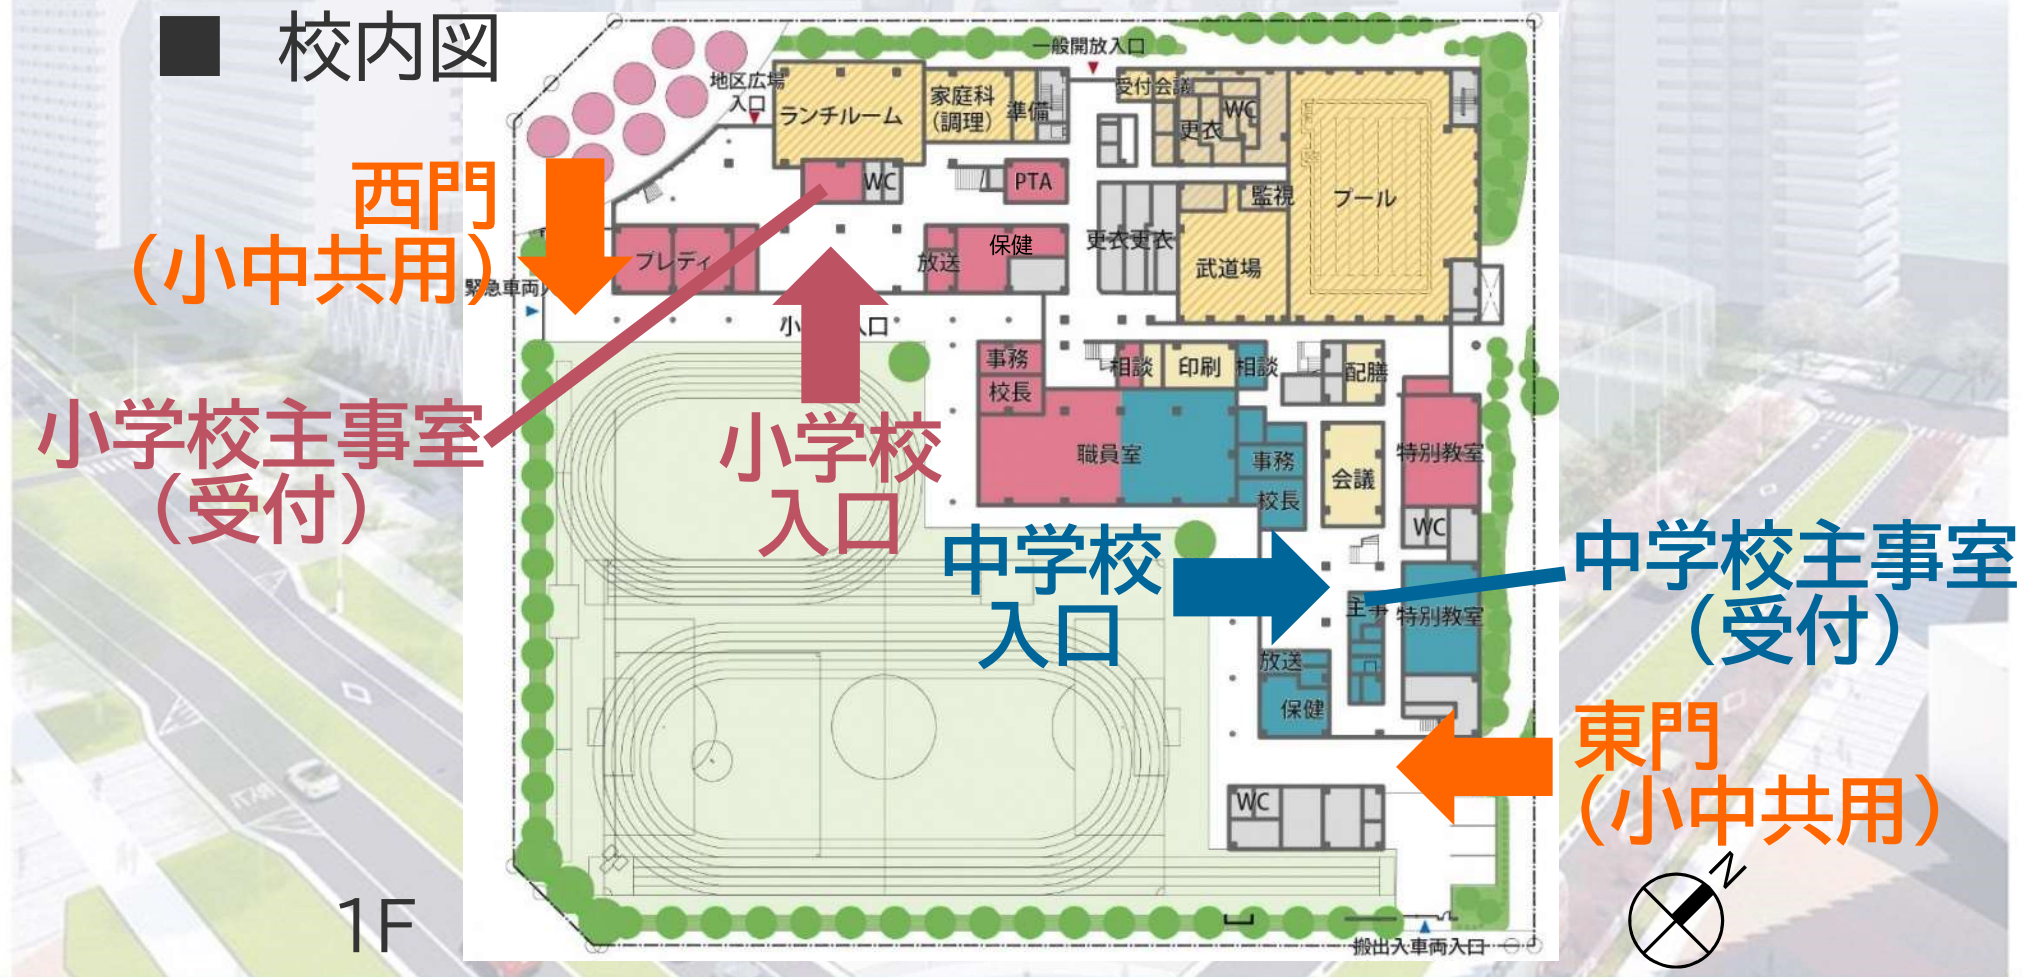 ■ 校内図
一般開放入口
地区広場
入口
ランチルーム
家庭科
(調理)
準備
受付
会議
更衣
WC
西門
（小中共用）
WC
PTA
監視
プール
プレディ
放送
保健
更衣
更衣
武道場
小
入口
事務
校長
相談
印刷
相談
配膳
小学校主事室
（受付）
小学校
入口
職員室
事務
校長
会議
特別教室
WC
中学校
入口
中学校主事室
（受付）
特別教室
放送
保健
東門
（小中共用）
WC
N
1F
搬出入車両入口